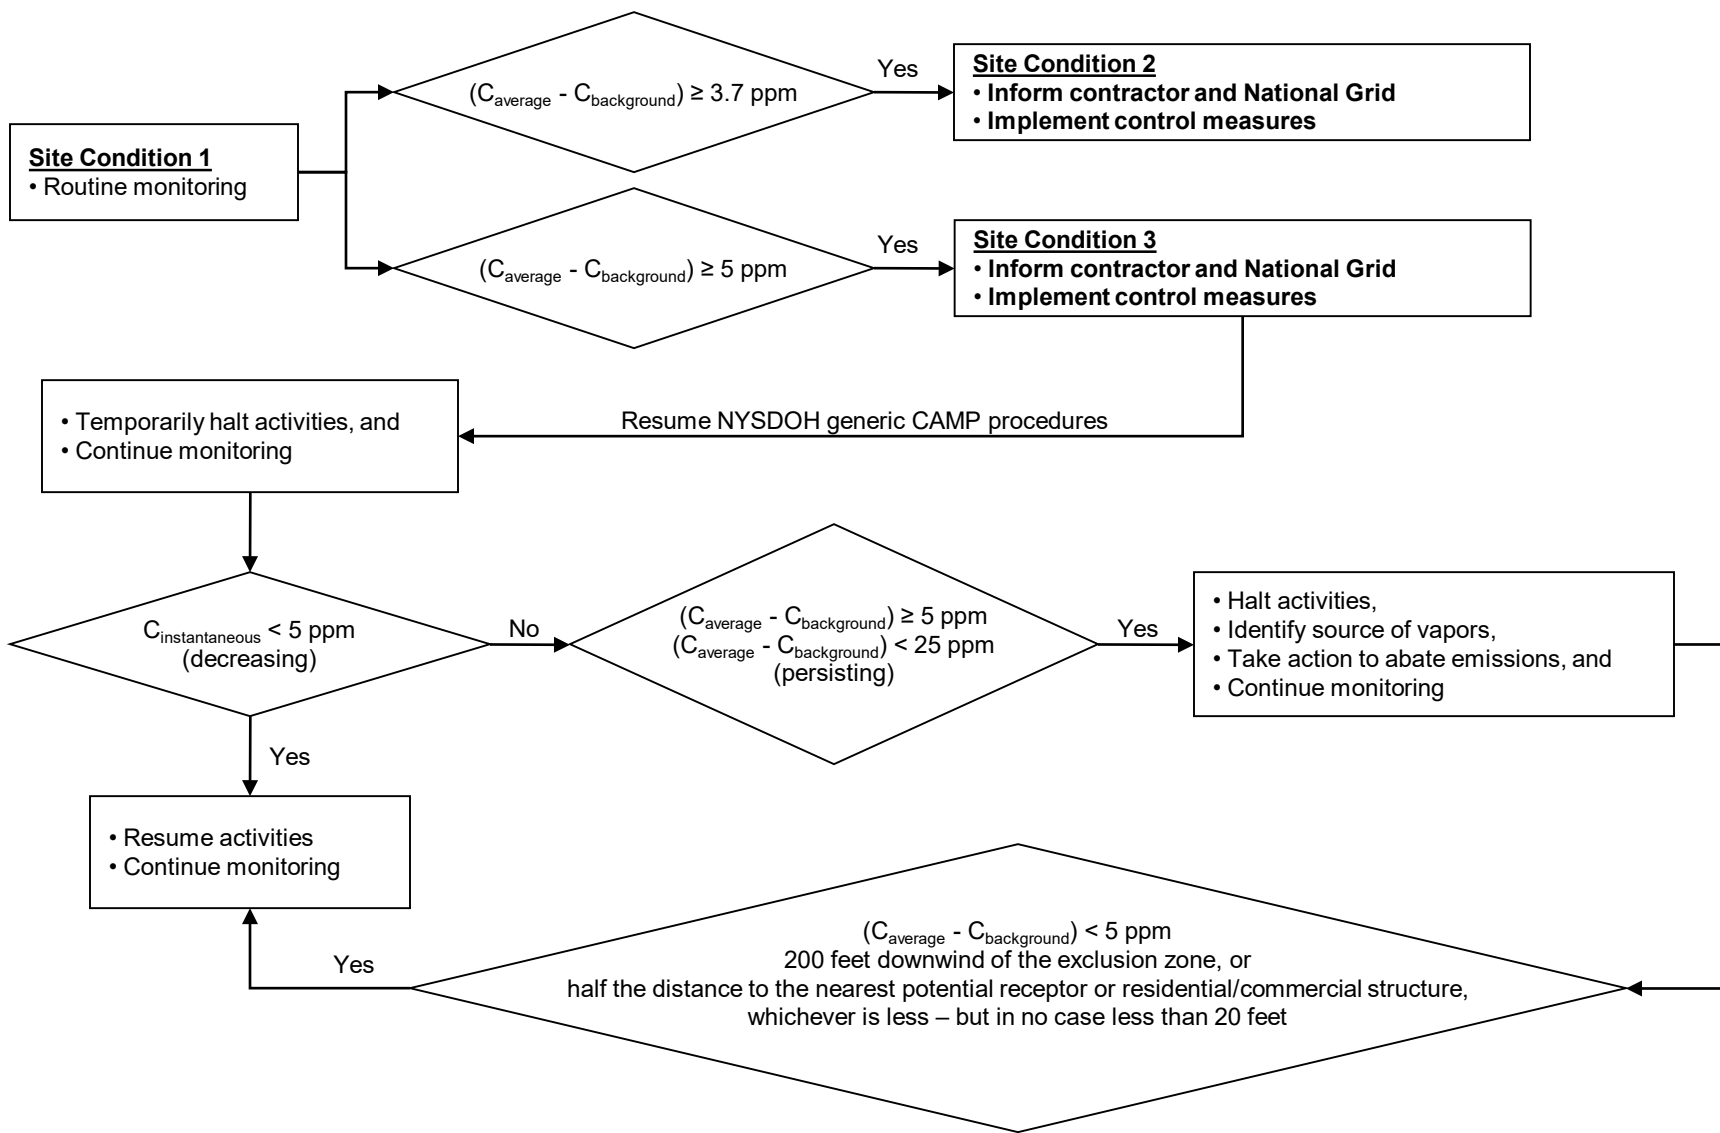 (Caverage - Cbackground) ≥ 3.7 ppm
Yes
Site Condition 2
• Inform contractor and National Grid
• Implement control measures
Site Condition 1
• Routine monitoring
(Caverage - Cbackground) ≥ 5 ppm
Yes
Site Condition 3
• Inform contractor and National Grid
• Implement control measures
• Temporarily halt activities, and
• Continue monitoring
Resume NYSDOH generic CAMP procedures
Cinstantaneous < 5 ppm
(decreasing)
No
(Caverage - Cbackground) ≥ 5 ppm
(Caverage - Cbackground) < 25 ppm
(persisting)
Yes
• Halt activities,
• Identify source of vapors,
• Take action to abate emissions, and
• Continue monitoring
Yes
• Resume activities
• Continue monitoring
Yes
(Caverage - Cbackground) < 5 ppm
200 feet downwind of the exclusion zone, or
half the distance to the nearest potential receptor or residential/commercial structure,
whichever is less – but in no case less than 20 feet